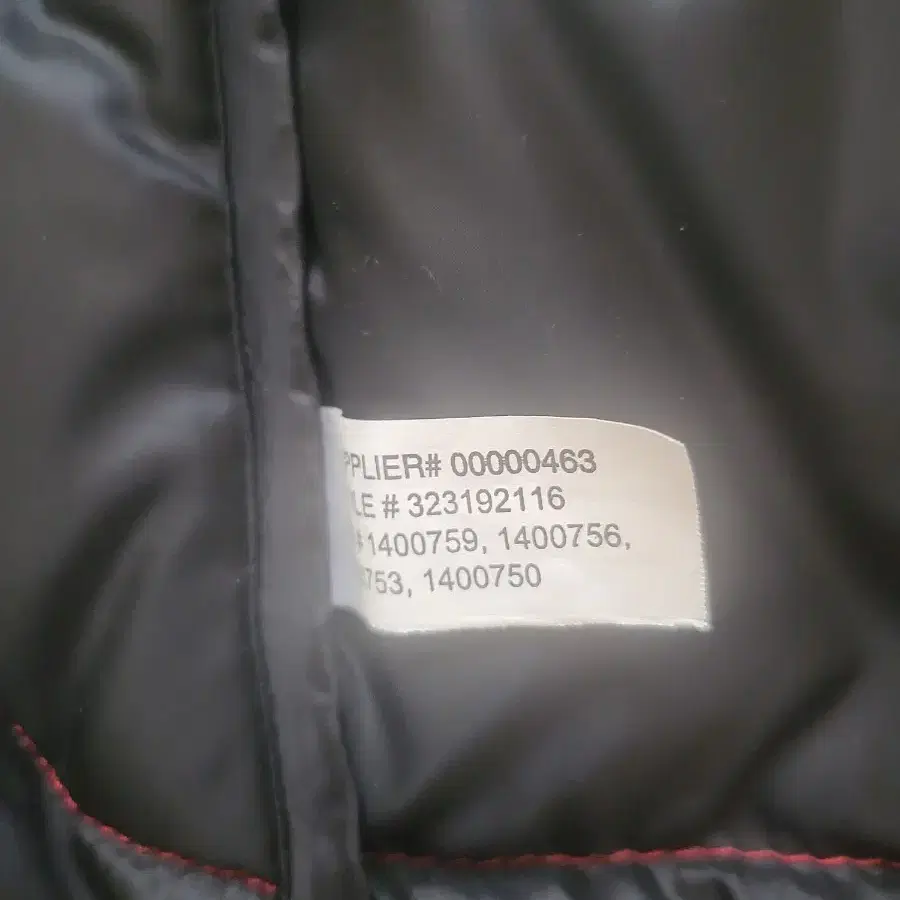 PPLIER# 00000463
LE # 323192116
#1400759, 1400756,
753, 1400750